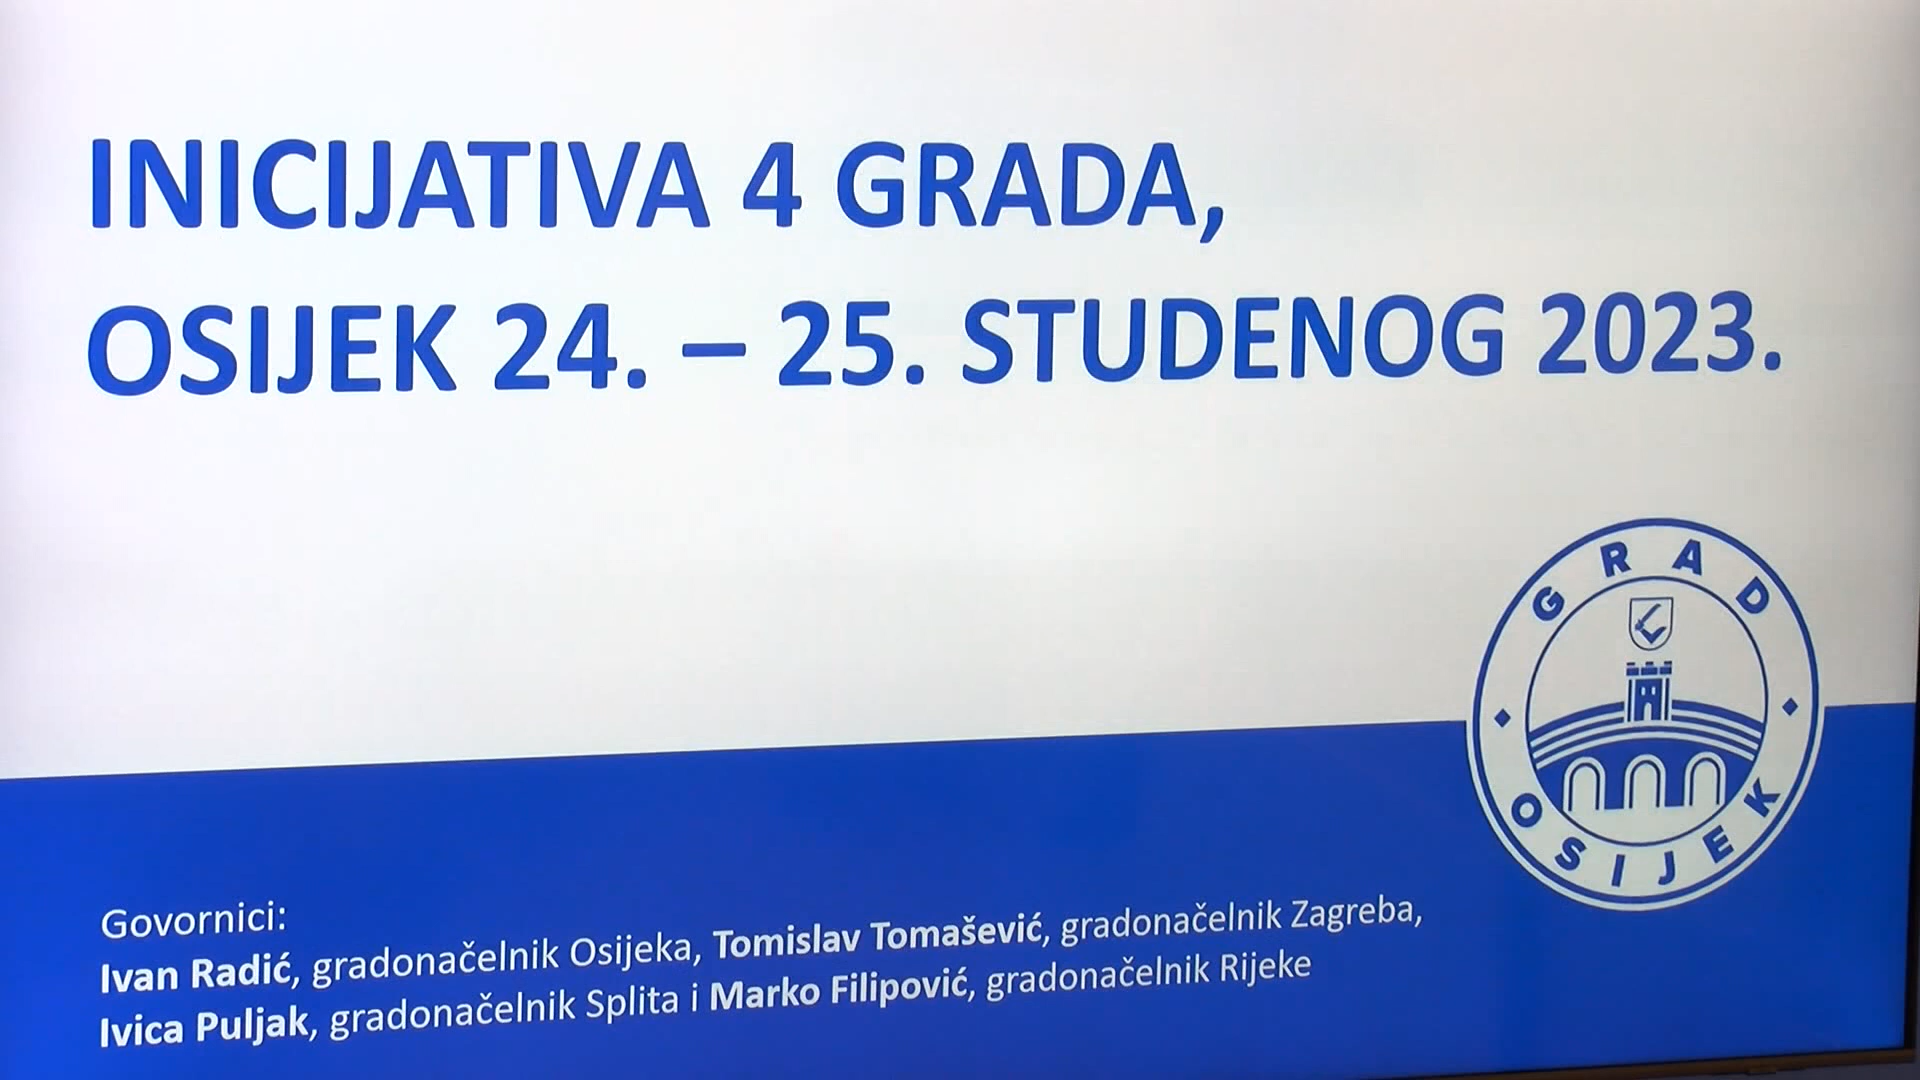 INICIJATIVA 4 GRADA,
OSIJEK 24. – 25. STUDENOG 2023.
GRAD
OSIJEK
Govornici:
Ivan Radić, gradonačelnik Osijeka, Tomislav Tomašević, gradonačelnik Zagreba,
Ivica Puljak, gradonačelnik Splita i Marko Filipović, gradonačelnik Rijeke